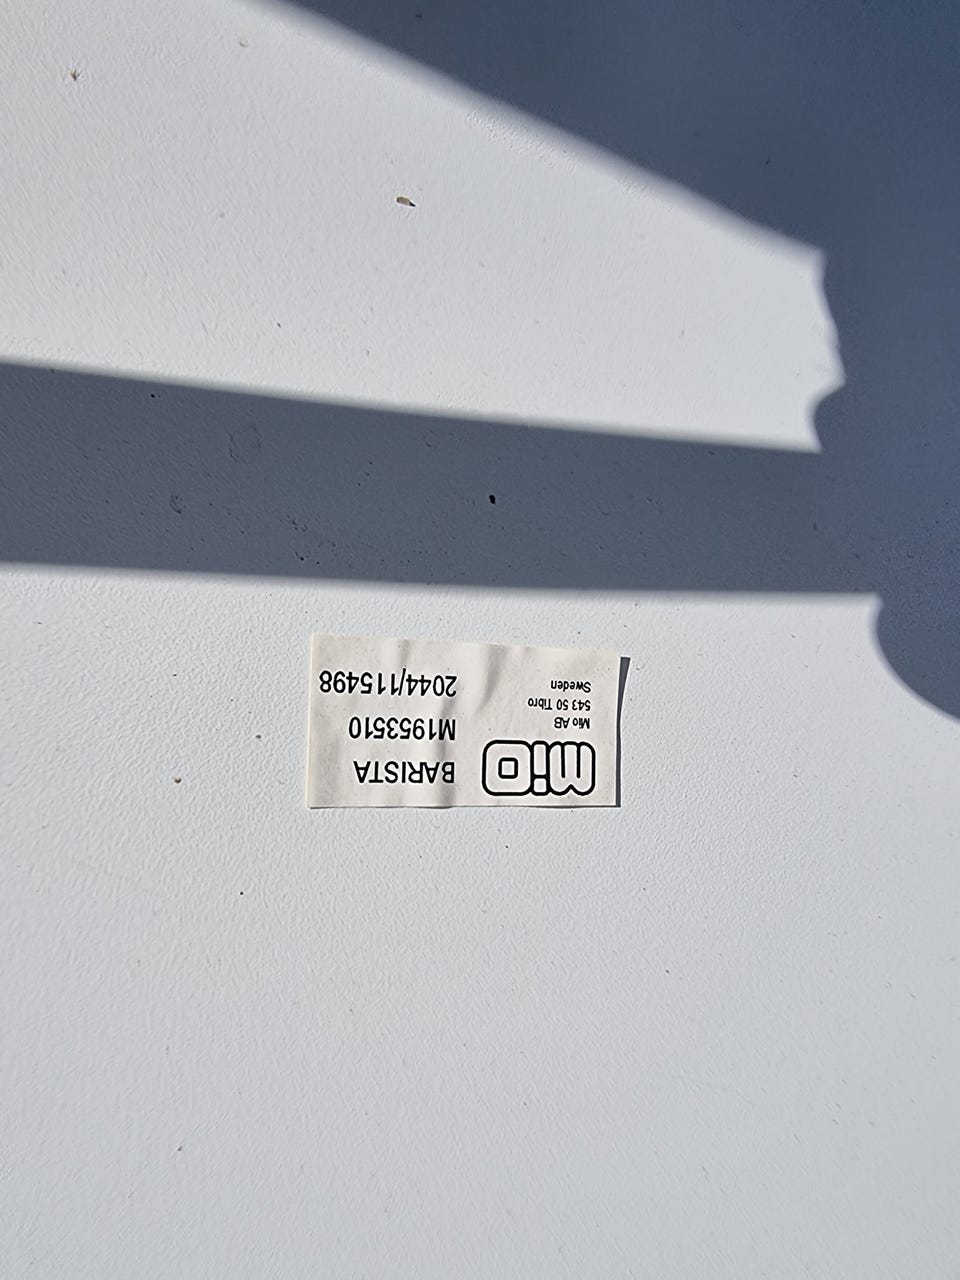 mio
Mio AB
543 50 Tibro
Sweden
BARISTA
M1953510
2044/115498